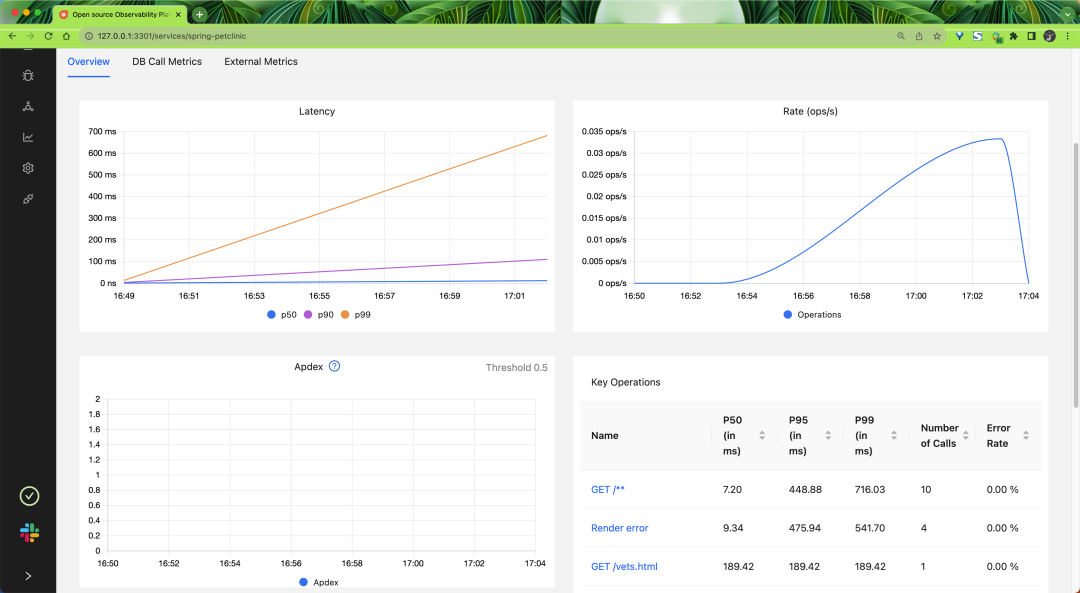 Open source Observability Pla
127.0.0.1:3301/services/spring-petclinic
Overview DB Call Metrics External Metrics
Latency
700 ms
600 ms
500 ms
400 ms
300 ms
200 ms
100 ms
0 ns
16:49 16:51 16:53 16:55 16:57 16:59 17:01
p50 p90 p99
Rate (ops/s)
0.035 ops/s
0.03 ops/s
0.025 ops/s
0.02 ops/s
0.015 ops/s
0.01 ops/s
0.005 ops/s
0 ops/s
16:50 16:52 16:54 16:56 16:58 17:00 17:02 17:04
Operations
Apdex ?
Threshold 0.5
2
1.8
1.6
1.4
1.2
1
0.8
0.6
0.4
0.2
0
16:50 16:52 16:54 16:56 16:58 17:00 17:02 17:04
Apdex
Key Operations
Name P50 (in ms) P95 (in ms) P99 (in ms) Number of Calls Error Rate
GET /** 7.20 448.88 716.03 10 0.00 %
Render error 9.34 475.94 541.70 4 0.00 %
GET /vets.html 189.42 189.42 189.42 1 0.00 %